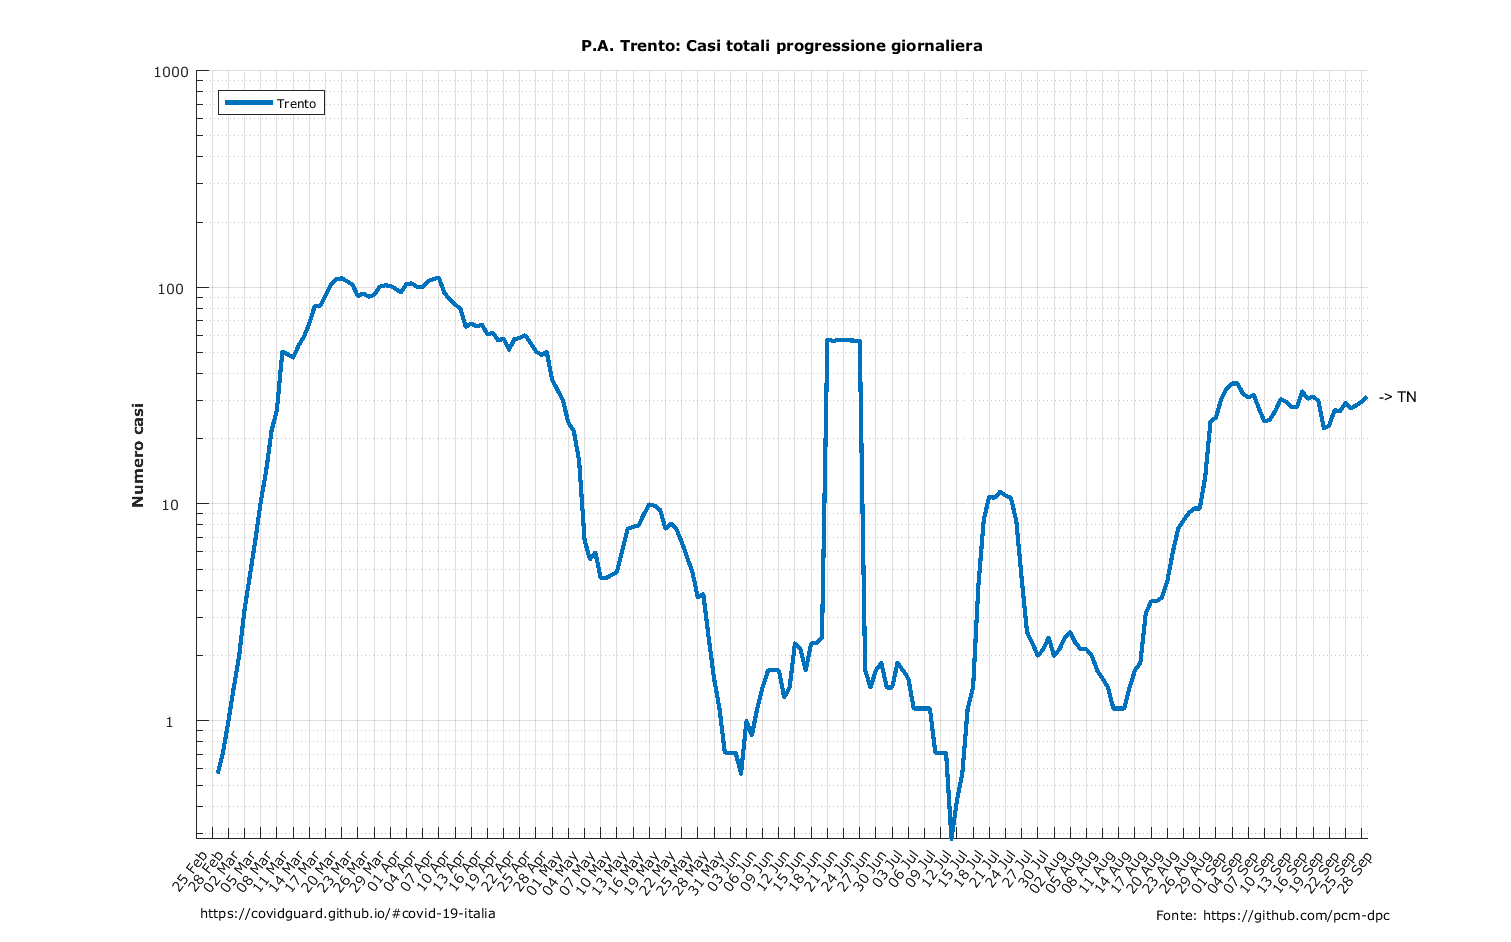 P.A. Trento: Casi totali progressione giornaliera
1000
Trento
100
-> TN
Numero casi
10
1
25 Feb
28 Feb
02 Mar
05 Mar
08 Mar
11 Mar
14 Mar
17 Mar
20 Mar
23 Mar
26 Mar
29 Mar
01 Apr
04 Apr
07 Apr
10 Apr
13 Apr
16 Apr
19 Apr
22 Apr
25 Apr
28 Apr
01 May
04 May
07 May
10 May
13 May
16 May
19 May
22 May
25 May
28 May
31 May
03 Jun
06 Jun
09 Jun
12 Jun
15 Jun
18 Jun
21 Jun
24 Jun
27 Jun
30 Jun
03 Jul
06 Jul
09 Jul
12 Jul
15 Jul
18 Jul
21 Jul
24 Jul
27 Jul
30 Jul
02 Aug
05 Aug
08 Aug
11 Aug
14 Aug
17 Aug
20 Aug
23 Aug
26 Aug
29 Aug
01 Sep
04 Sep
07 Sep
10 Sep
13 Sep
16 Sep
19 Sep
22 Sep
25 Sep
28 Sep
https://covidguard.github.io/#covid-19-italia
Fonte: https://github.com/pcm-dpc